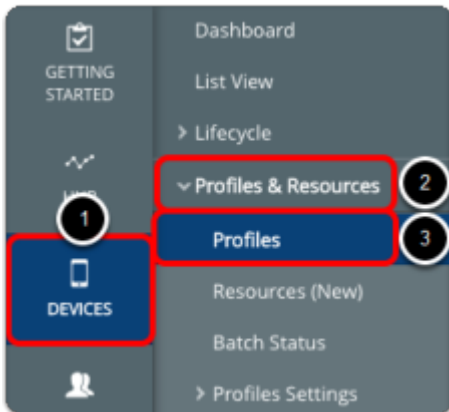 GETTING
STARTED
1
DEVICES
Dashboard
List View
> Lifecycle
Profiles & Resources
2
Profiles
3
Resources (New)
Batch Status
> Profiles Settings